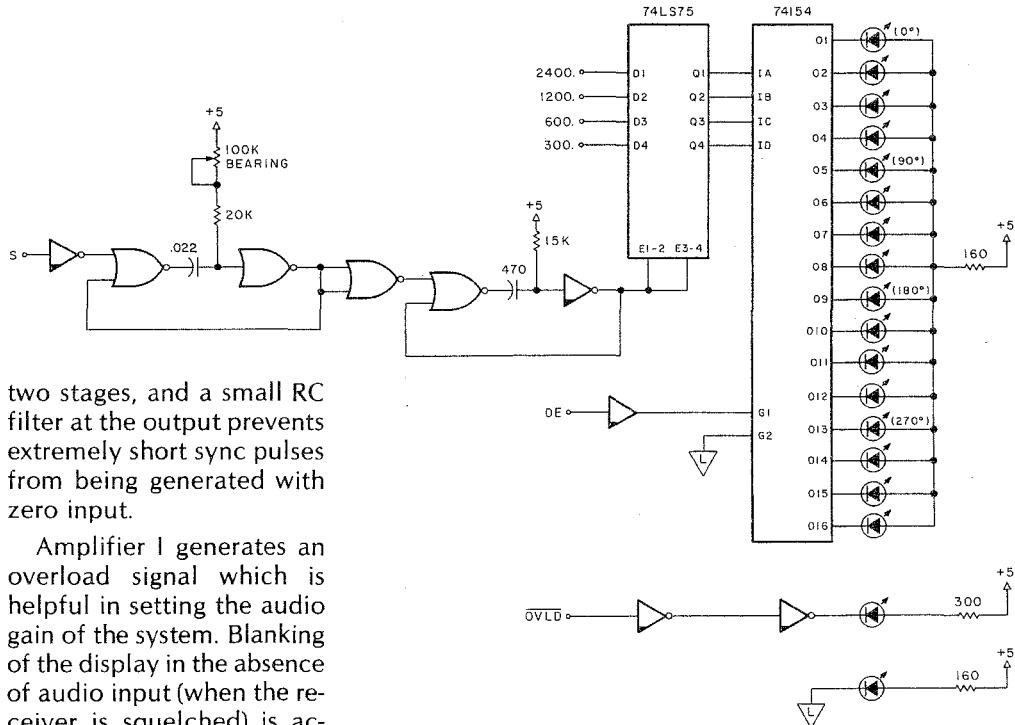 74LS75
74154
2400. D1 Q1 IA
1200. D2 Q2 IB
600. D3 Q3 IC
300. D4 Q4 ID
E1-2 E3-4
G1
G2
O1 (0°)
O2
O3
O4
O5 (90°)
O6
O7
O8
O9 (180°)
O10
O11
O12
O13 (270°)
O14
O15
O16
+5
160
+5
100K
BEARING
20K
S
.022
+5
15K
470
DE
L
OVLD
300
+5
L
160
+5
two stages, and a small RC
filter at the output prevents
extremely short sync pulses
from being generated with
zero input.
Amplifier I generates an
overload signal which is
helpful in setting the audio
gain of the system. Blanking
of the display in the absence
of audio input (when the re-
ceiver is squelched) is ac-